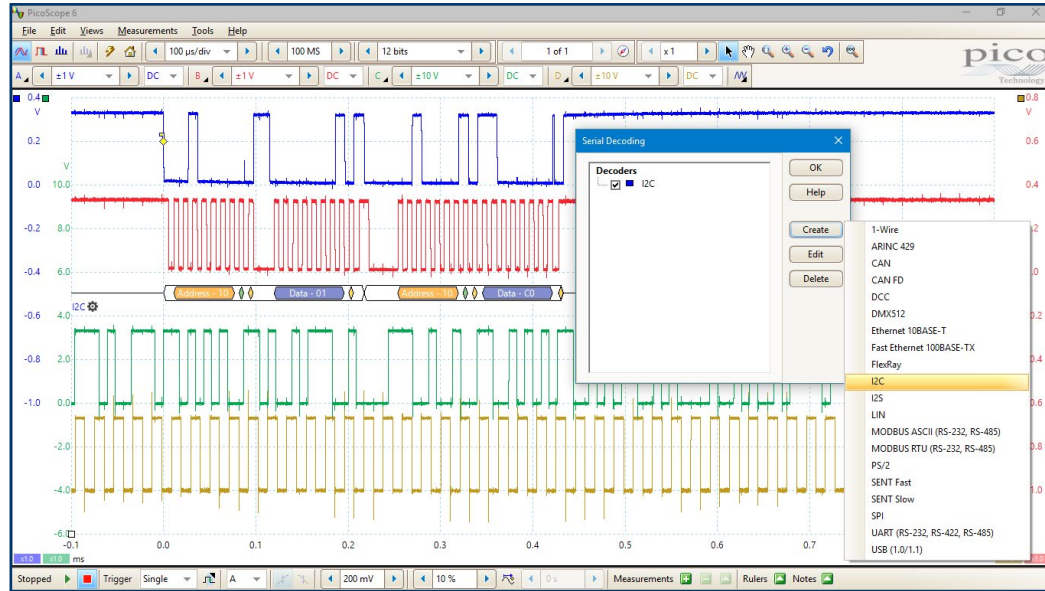 PicoScope 6
File Edit Views Measurements Tools Help
100 µs/div 100 MS 12 bits 1 of 1 x 1
pico
Technology
A ±1 V DC B ±1 V DC C ±10 V DC D ±10 V DC
0.4 0.8
V V
0.2 0.6
V
0.0 10.0 0.4
-0.2 8.0
-0.4 6.0
-0.6 4.0 0.2
-0.8 2.0 0.4
-1.0 0.0 0.6
-2.0 0.8
-4.0 1.0
-6.0
Address - 10 Data - 01 Address - 10 Data - C0
I2C
Serial Decoding
Decoders
I2C
OK
Help
Create
Edit
Delete
1-Wire
ARINC 429
CAN
CAN FD
DCC
DMX512
Ethernet 10BASE-T
Fast Ethernet 100BASE-TX
FlexRay
I2C
I2S
LIN
MODBUS ASCII (RS-232, RS-485)
MODBUS RTU (RS-232, RS-485)
PS/2
SENT Fast
SENT Slow
SPI
UART (RS-232, RS-422, RS-485)
USB (1.0/1.1)
-0.1 0.0 0.1 0.2 0.3 0.4 0.5 0.6 0.7
x1.0 x1.0 ms x1.0
Stopped Trigger Single A 200 mV 10 % 0 s Measurements Rulers Notes